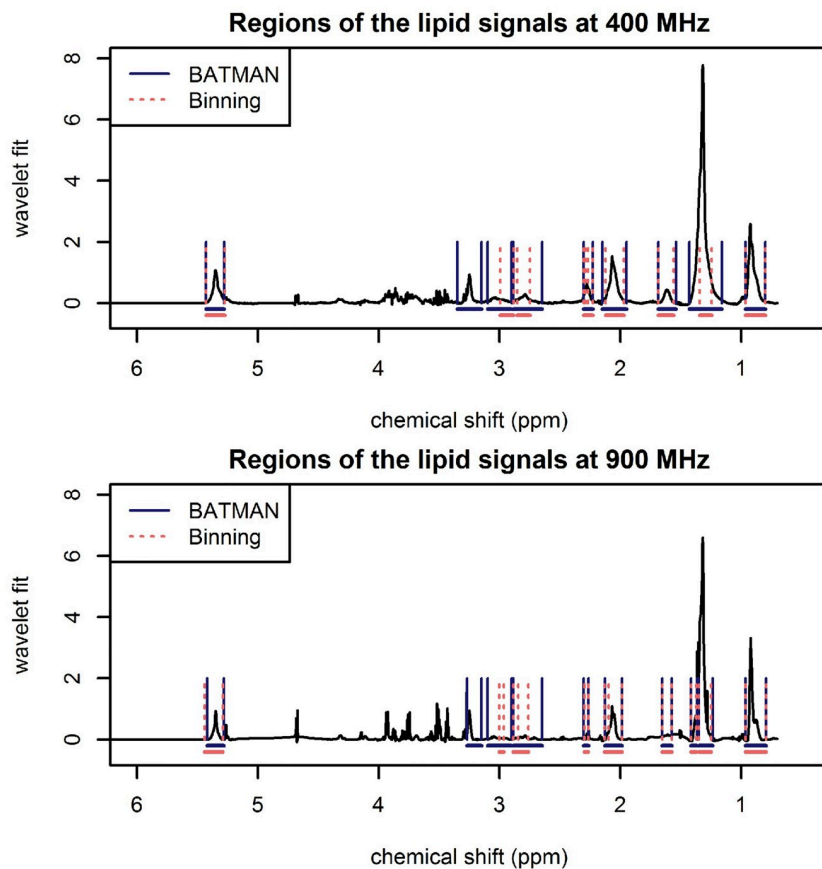 Regions of the lipid signals at 400 MHz
BATMAN
Binning
wavelet fit
8
6
4
2
0
6 5 4 3 2 1
chemical shift (ppm)
Regions of the lipid signals at 900 MHz
BATMAN
Binning
wavelet fit
8
6
4
2
0
6 5 4 3 2 1
chemical shift (ppm)